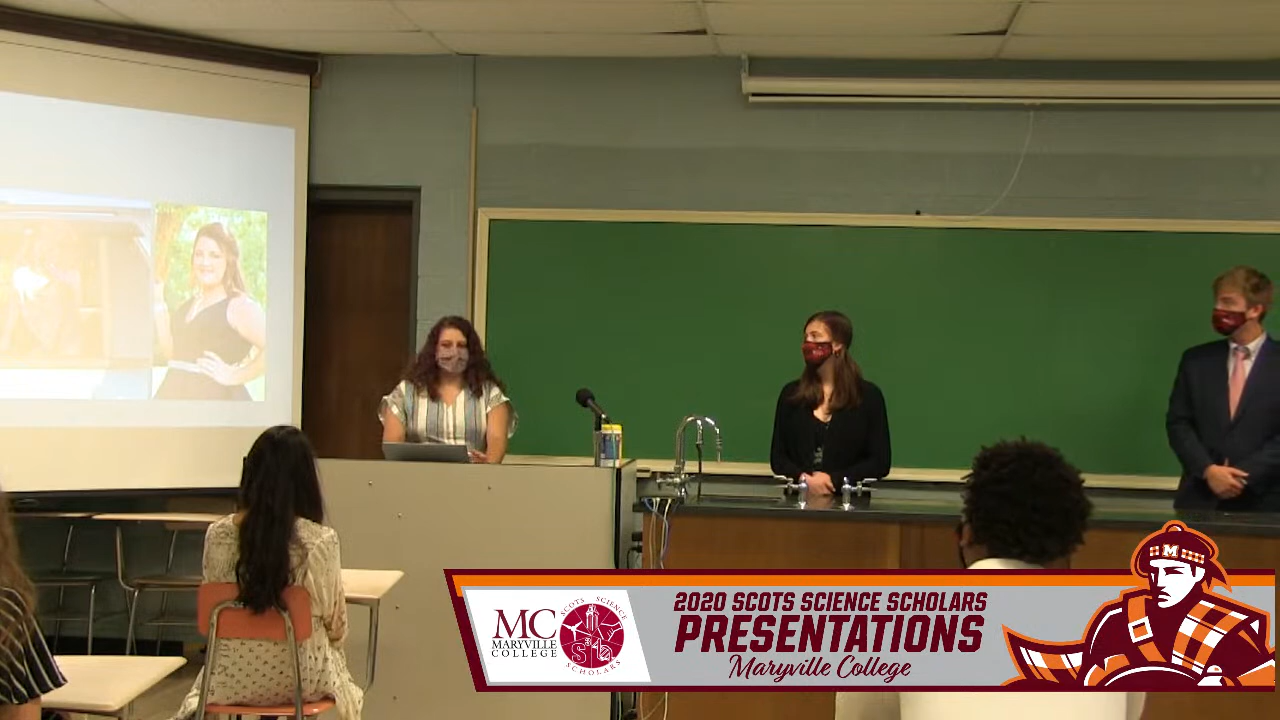 2020 SCOTS SCIENCE SCHOLARS
PRESENTATIONS
Maryville College
MC
MARYVILLE
COLLEGE
SCOTS SCIENCE
SCHOLARS
M